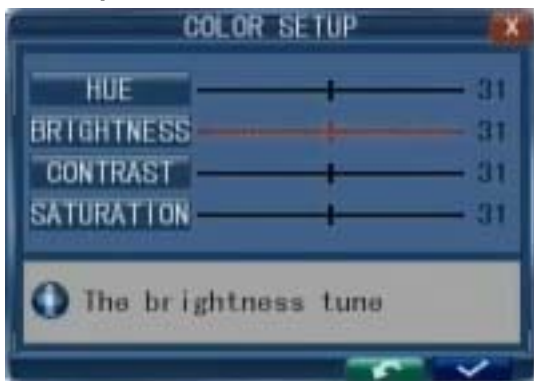 COLOR SETUP X
HUE 31
BRIGHTNESS 31
CONTRAST 31
SATURATION 31
The brightness tune